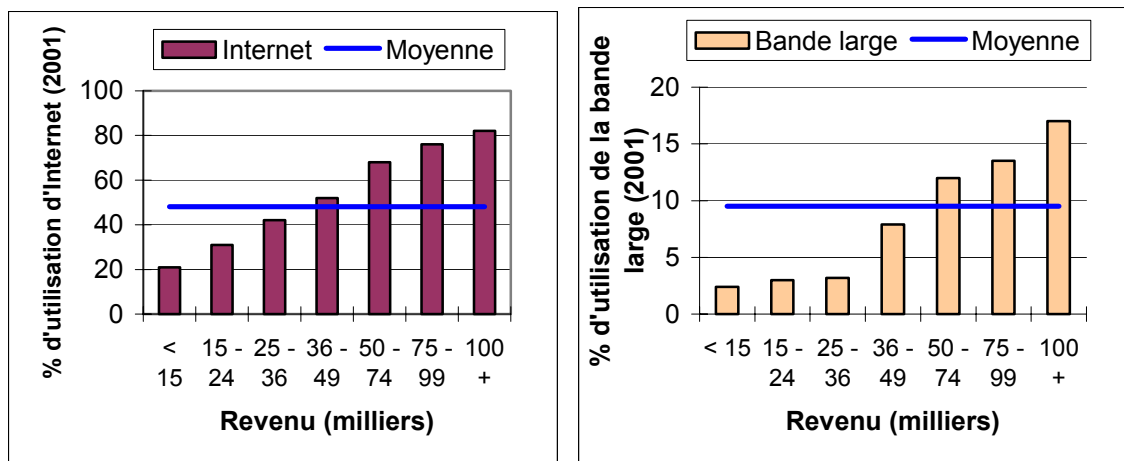 Internet Moyenne
% d'utilisation d'Internet (2001)
100
80
60
40
20
0
< 15 - 25 - 36 - 50 - 75 - 100
15 24 36 49 74 99 +
Revenu (milliers)
Bande large Moyenne
% d'utilisation de la bande
large (2001)
20
15
10
5
0
< 15 15 - 25 - 36 - 50 - 75 - 100
24 36 49 74 99 +
Revenu (milliers)